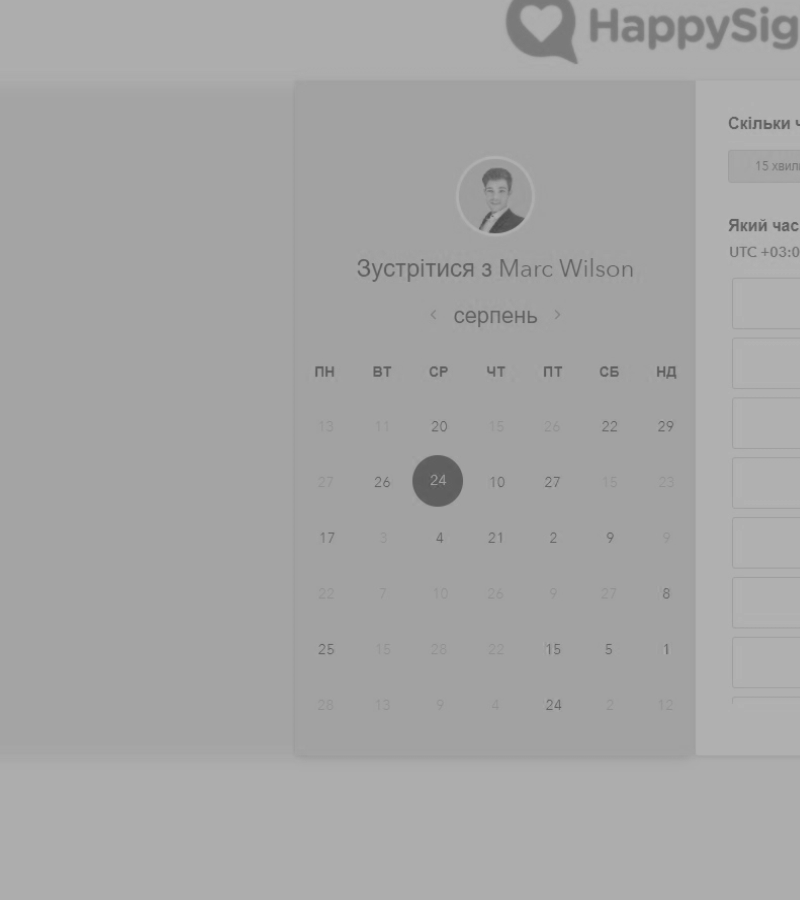 HappySig
Зустрітися з Marc Wilson
серпень
ПН ВТ СР ЧТ ПТ СБ НД
13 11 20 15 26 22 29
27 26 24 10 27 15 23
17 3 4 21 2 9 9
22 7 10 26 9 27 8
25 15 28 22 15 5 1
28 13 9 4 24 2 12
Скільки ч
15 хвил
Який час
UTC +03:0